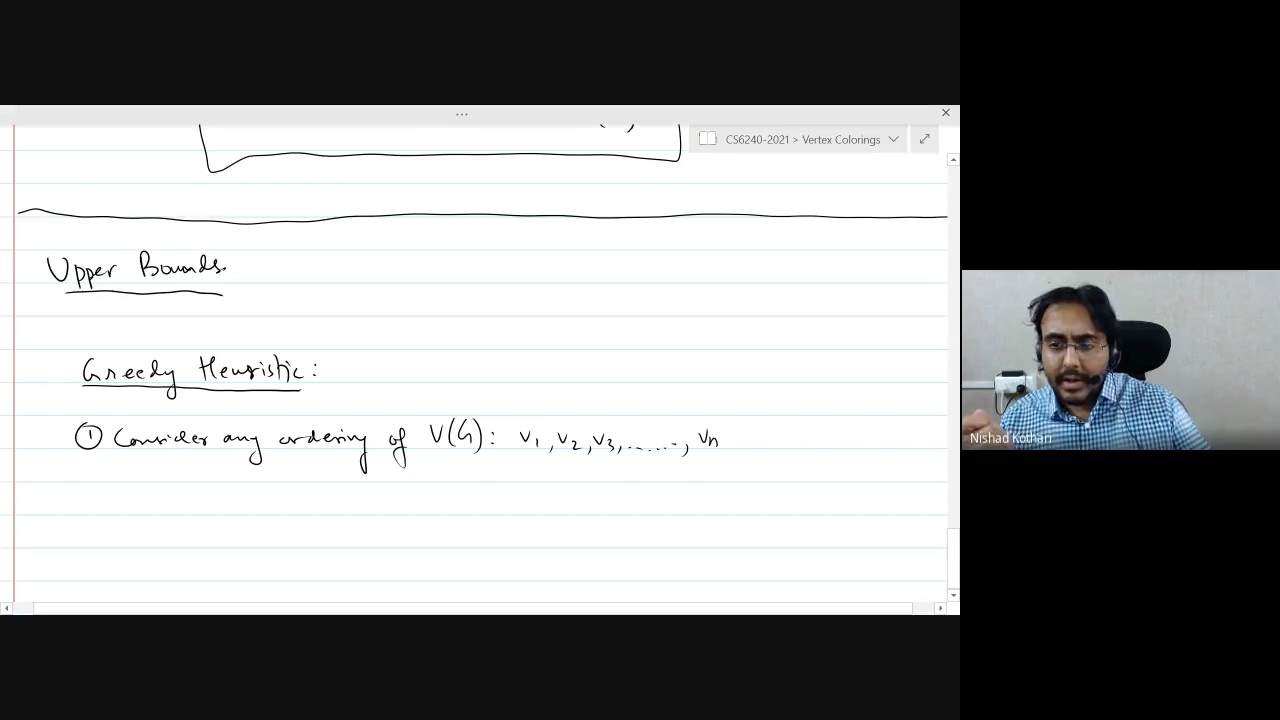 CS6240-2021 > Vertex Colorings
Upper Bounds
Greedy Heuristic:
① Consider any ordering of V(G): v1, v2, v3, ......, vn
Nishad Kothari